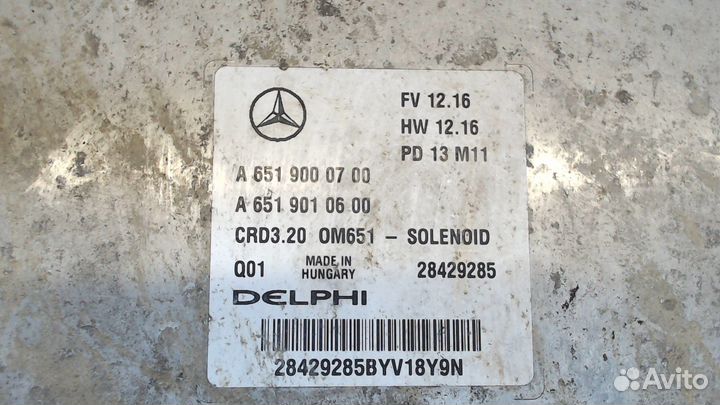 FV 12.16
HW 12.16
PD 13 M11
A 651 900 07 00
A 651 901 06 00
CRD3.20 OM651 – SOLENOID
Q01 MADE IN HUNGARY 28429285
DELPHI
28429285BYV18Y9N
Avito